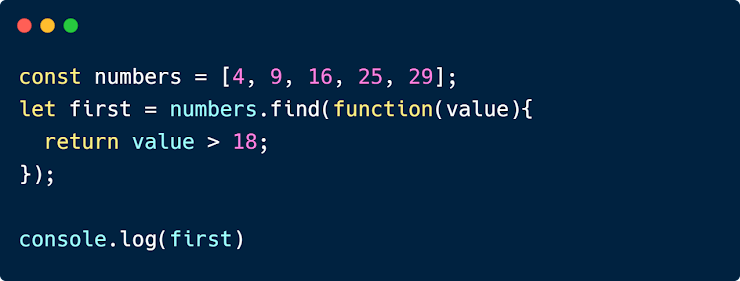 const numbers = [4, 9, 16, 25, 29];
let first = numbers.find(function(value){
  return value > 18;
});

console.log(first)